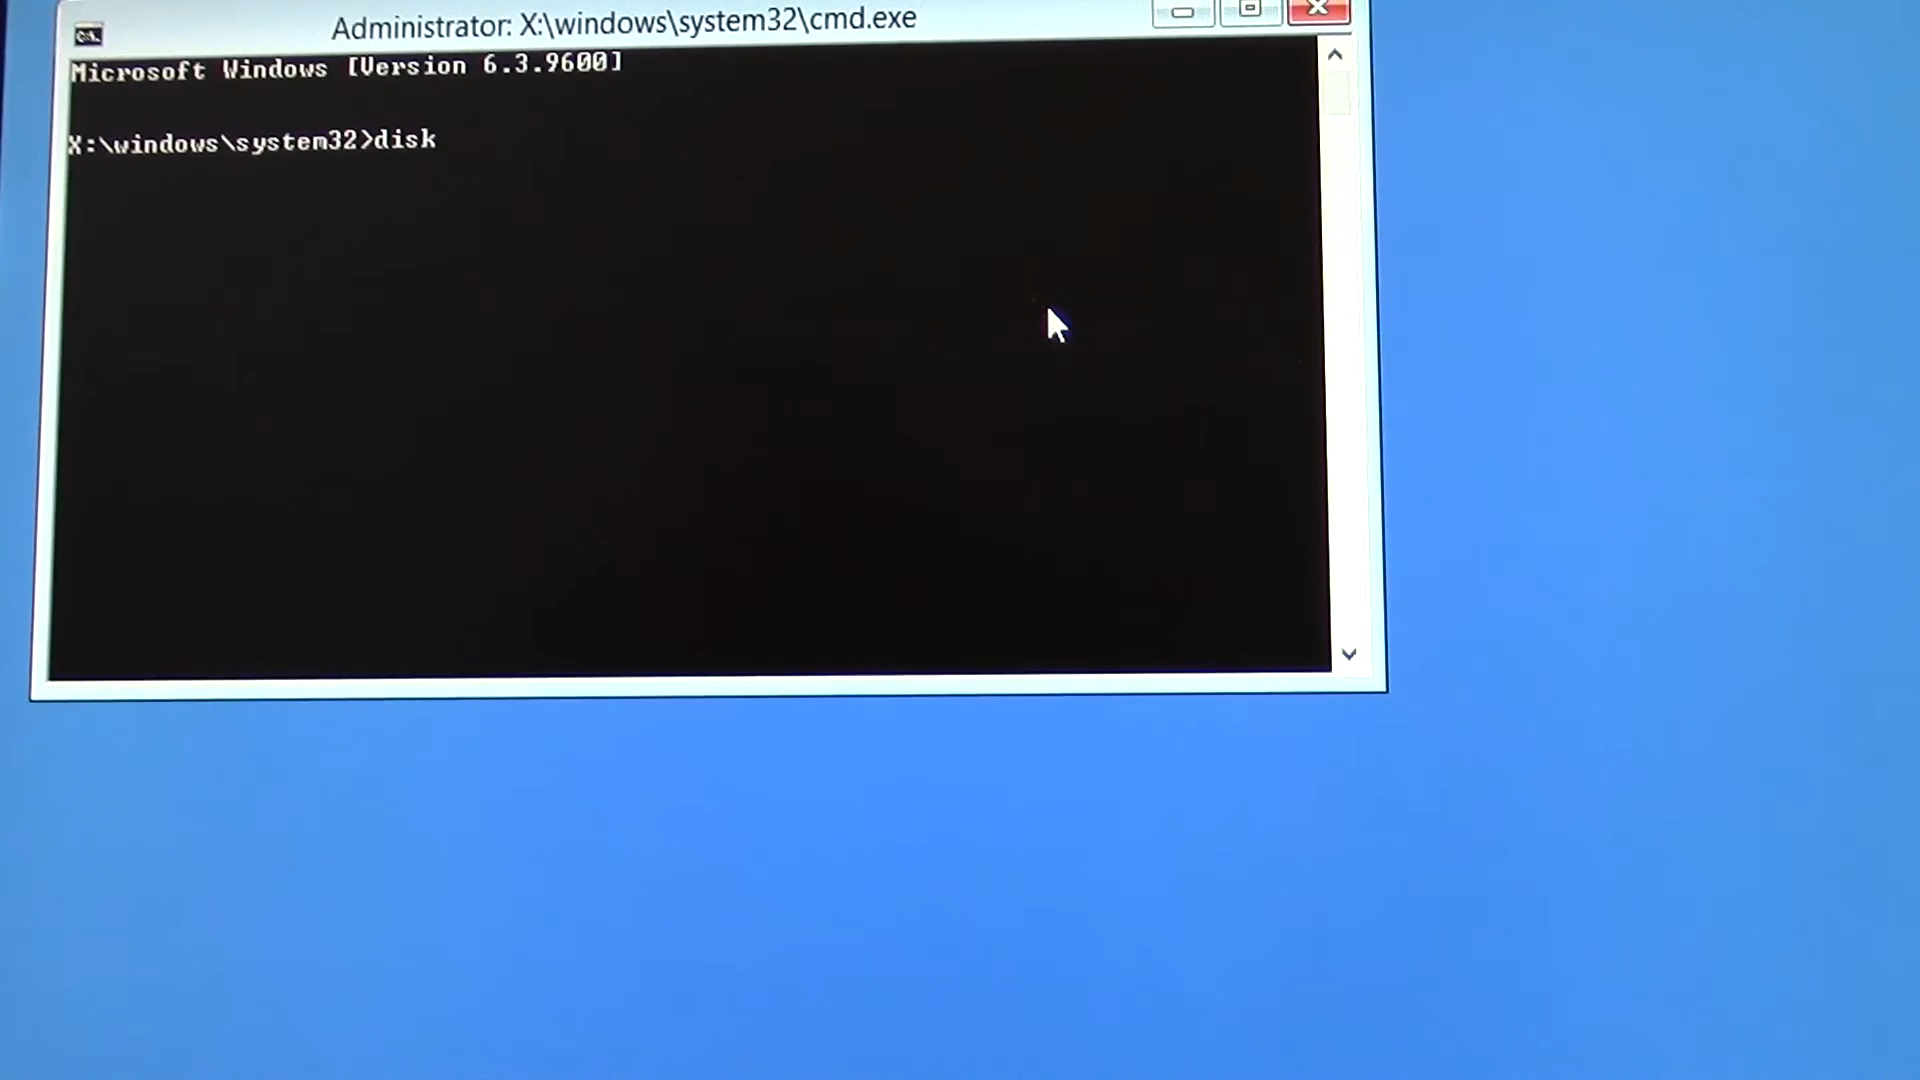 Administrator: X:\windows\system32\cmd.exe
Microsoft Windows [Version 6.3.9600]
X:\windows\system32>disk